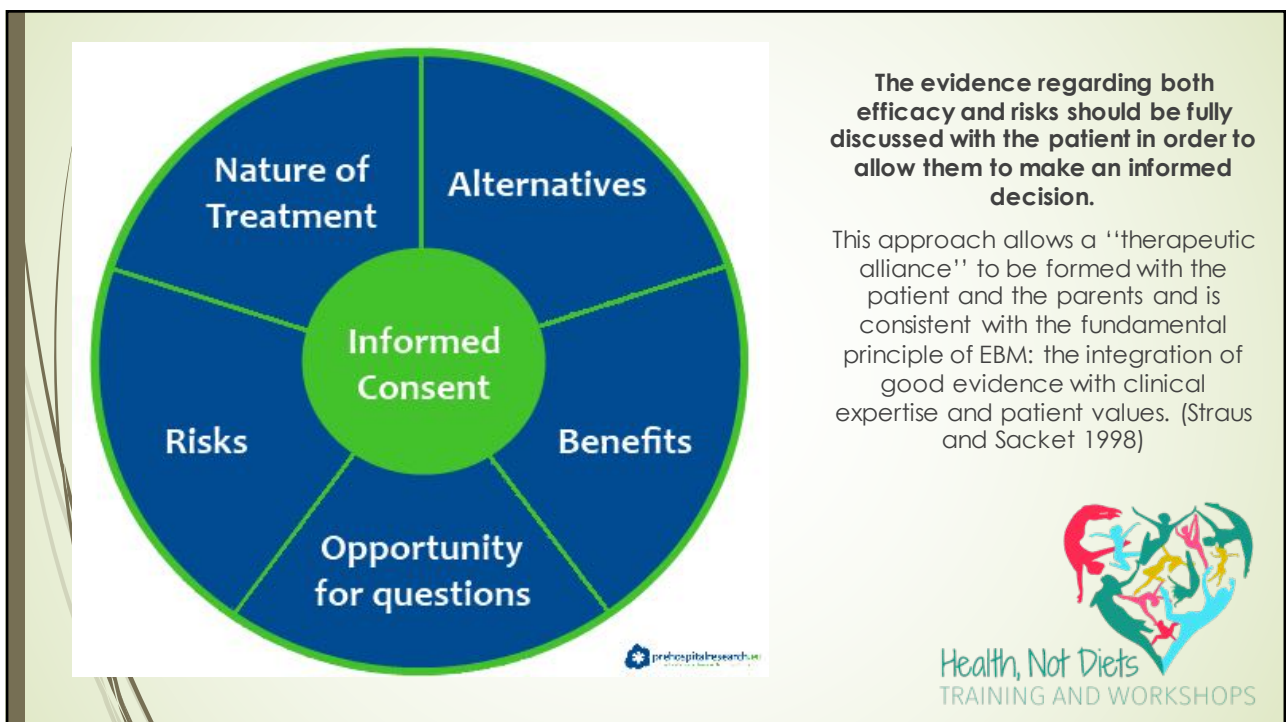 Nature of
Treatment
Alternatives
Informed
Consent
Risks
Benefits
Opportunity
for questions
prehospitalresearch.eu
The evidence regarding both
efficacy and risks should be fully
discussed with the patient in order to
allow them to make an informed
decision.
This approach allows a ‘‘therapeutic
alliance’’ to be formed with the
patient and the parents and is
consistent with the fundamental
principle of EBM: the integration of
good evidence with clinical
expertise and patient values. (Straus
and Sacket 1998)
Health, Not Diets
TRAINING AND WORKSHOPS